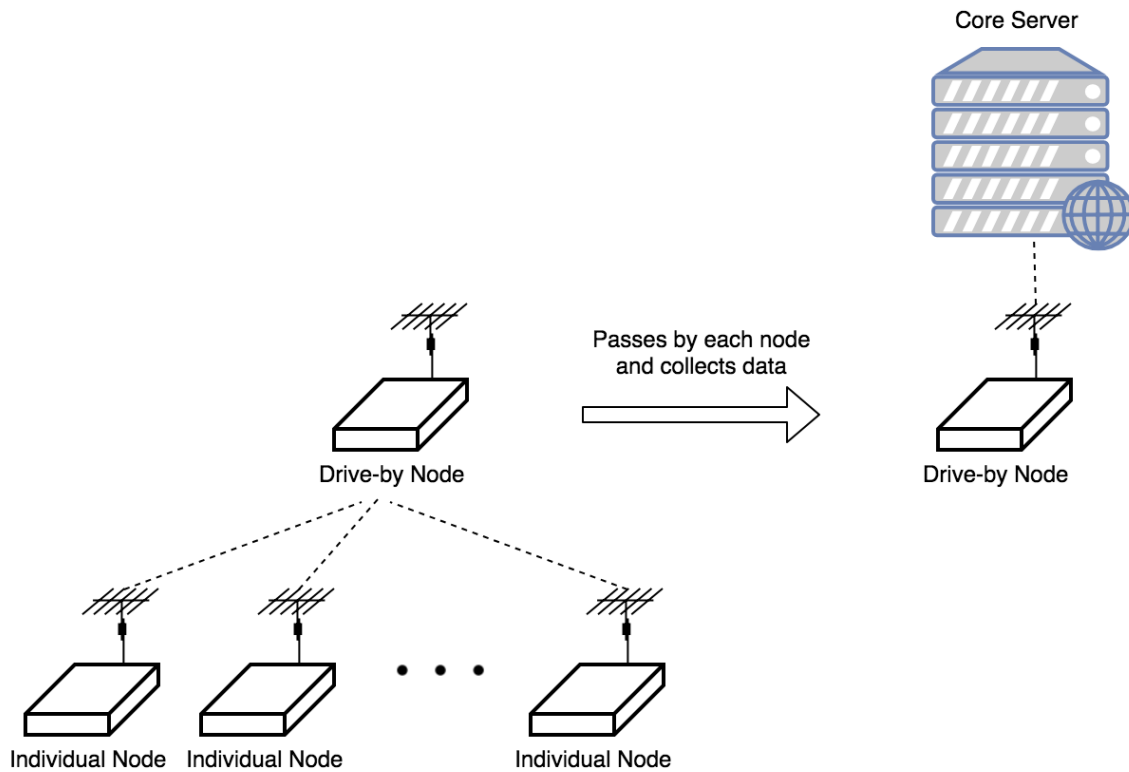 Core Server
Passes by each node
and collects data
Drive-by Node
Drive-by Node
Individual Node
Individual Node
Individual Node